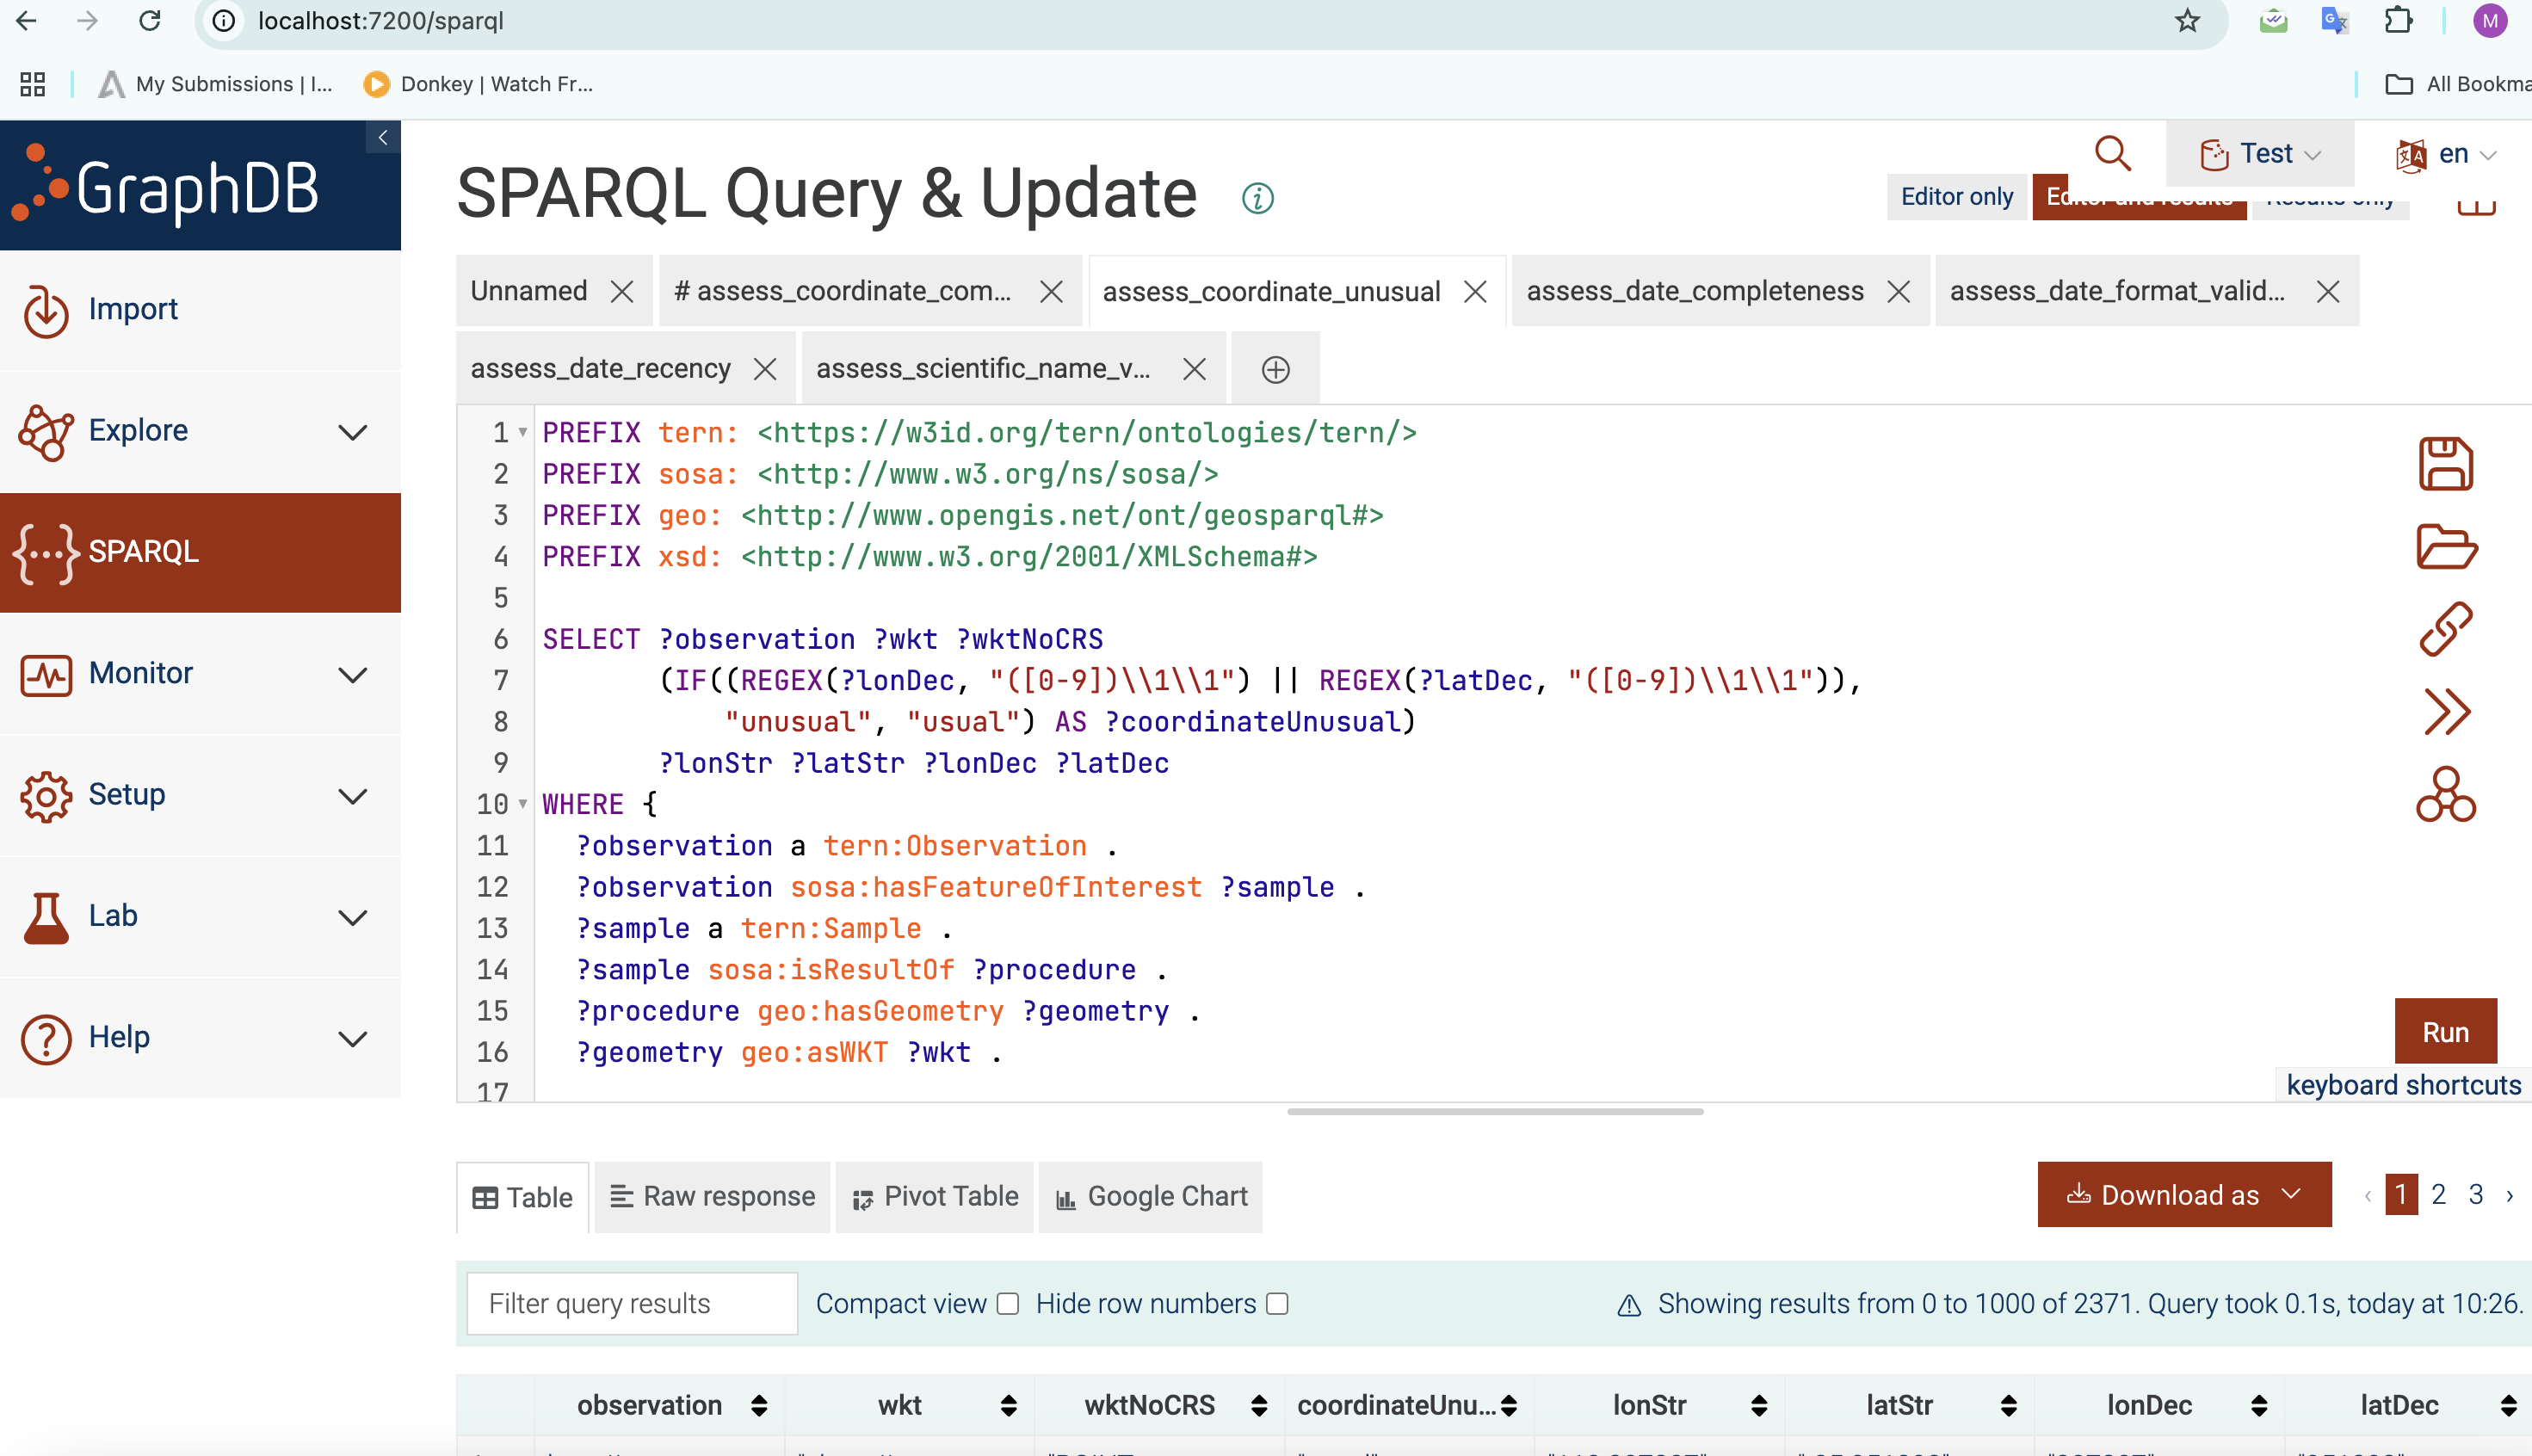 localhost:7200/sparql
M
My Submissions | I...
Donkey | Watch Fr...
All Bookma
GraphDB
SPARQL Query & Update
Test
en
Editor only
Editor and results
Results only
Import
Explore
SPARQL
Monitor
Setup
Lab
Help
Unnamed
# assess_coordinate_com...
assess_coordinate_unusual
assess_date_completeness
assess_date_format_valid...
assess_date_recency
assess_scientific_name_v...
1 PREFIX tern: <https://w3id.org/tern/ontologies/tern/>
2 PREFIX sosa: <http://www.w3.org/ns/sosa/>
3 PREFIX geo: <http://www.opengis.net/ont/geosparql#>
4 PREFIX xsd: <http://www.w3.org/2001/XMLSchema#>
5
6 SELECT ?observation ?wkt ?wktNoCRS
7 (IF((REGEX(?lonDec, "([0-9])\\1\\1") || REGEX(?latDec, "([0-9])\\1\\1")),
8 "unusual", "usual") AS ?coordinateUnusual)
9 ?lonStr ?latStr ?lonDec ?latDec
10 WHERE {
11 ?observation a tern:Observation .
12 ?observation sosa:hasFeatureOfInterest ?sample .
13 ?sample a tern:Sample .
14 ?sample sosa:isResultOf ?procedure .
15 ?procedure geo:hasGeometry ?geometry .
16 ?geometry geo:asWKT ?wkt .
17
Run
keyboard shortcuts
Table
Raw response
Pivot Table
Google Chart
Download as
‹ 1 2 3 ›
Filter query results
Compact view
Hide row numbers
Showing results from 0 to 1000 of 2371. Query took 0.1s, today at 10:26.
observation
wkt
wktNoCRS
coordinateUnu...
lonStr
latStr
lonDec
latDec